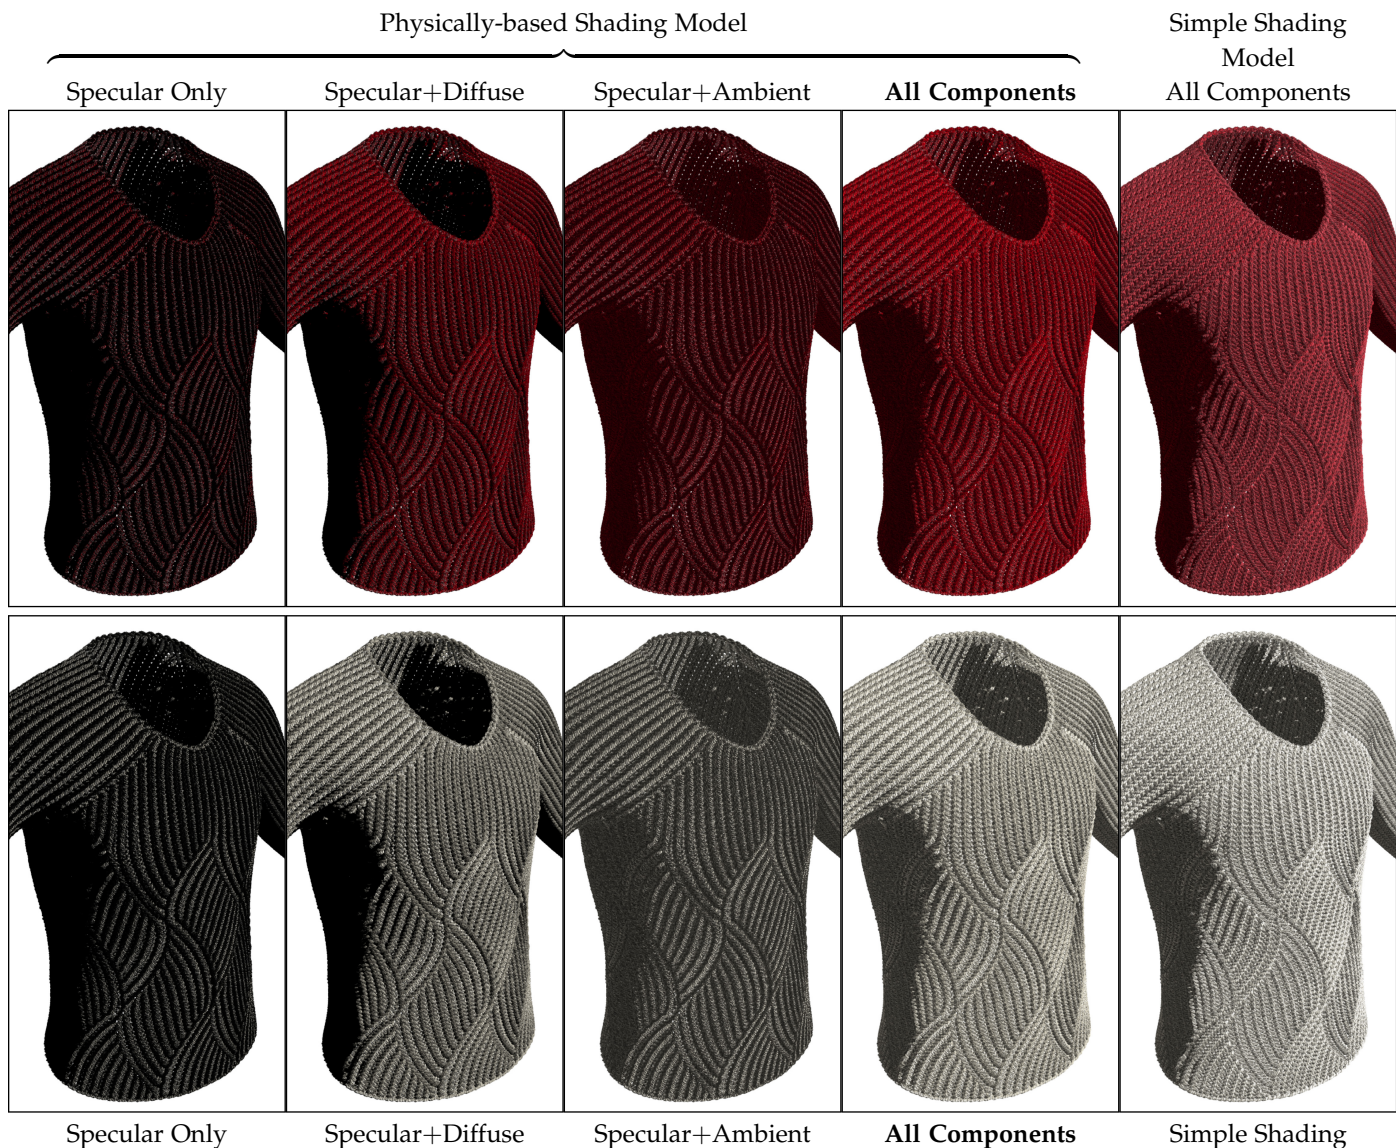 Physically-based Shading Model
Simple Shading
Model
Specular Only
Specular+Diffuse
Specular+Ambient
All Components
All Components
Specular Only
Specular+Diffuse
Specular+Ambient
All Components
Simple Shading